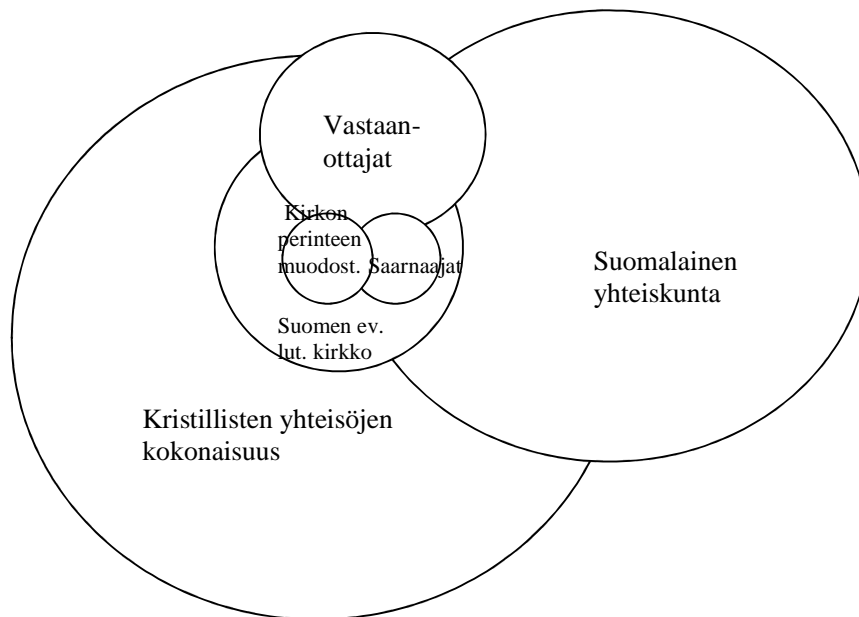 Vastaan-
ottajat
Kirkon
perinteen
muodost.
Saarnaajat
Suomen ev.
lut. kirkko
Suomalainen
yhteiskunta
Kristillisten yhteisöjen
kokonaisuus